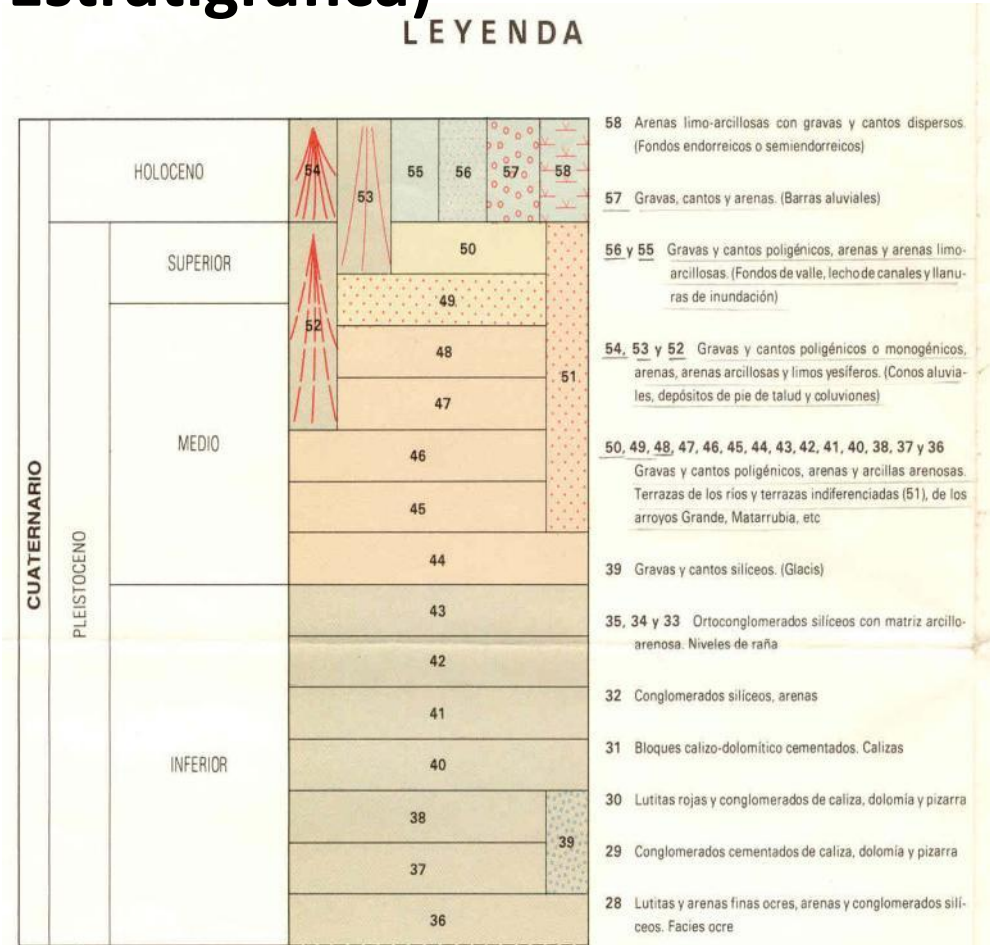 Estratigráfica)
LEYENDA
CUATERNARIO
PLEISTOCENO
HOLOCENO
SUPERIOR
MEDIO
INFERIOR
54
53
55
56
57
58
50
52
49
48
51
47
46
45
44
43
42
41
40
38
39
37
36
58 Arenas limo-arcillosas con gravas y cantos dispersos.
(Fondos endorreicos o semiendorreicos)
57 Gravas, cantos y arenas. (Barras aluviales)
56 y 55 Gravas y cantos poligénicos, arenas y arenas limo-
arcillosas. (Fondos de valle, lecho de canales y llanu-
ras de inundación)
54, 53 y 52 Gravas y cantos poligénicos o monogénicos,
arenas, arenas arcillosas y limos yesíferos. (Conos aluvia-
les, depósitos de pie de talud y coluviones)
50, 49, 48, 47, 46, 45, 44, 43, 42, 41, 40, 38, 37 y 36
Gravas y cantos poligénicos, arenas y arcillas arenosas.
Terrazas de los ríos y terrazas indiferenciadas (51), de los
arroyos Grande, Matarrubia, etc
39 Gravas y cantos silíceos. (Glacis)
35, 34 y 33 Ortoconglomerados silíceos con matriz arcillo-
arenosa. Niveles de raña
32 Conglomerados silíceos, arenas
31 Bloques calizo-dolomítico cementados. Calizas
30 Lutitas rojas y conglomerados de caliza, dolomía y pizarra
29 Conglomerados cementados de caliza, dolomía y pizarra
28 Lutitas y arenas finas ocres, arenas y conglomerados silí-
ceos. Facies ocre